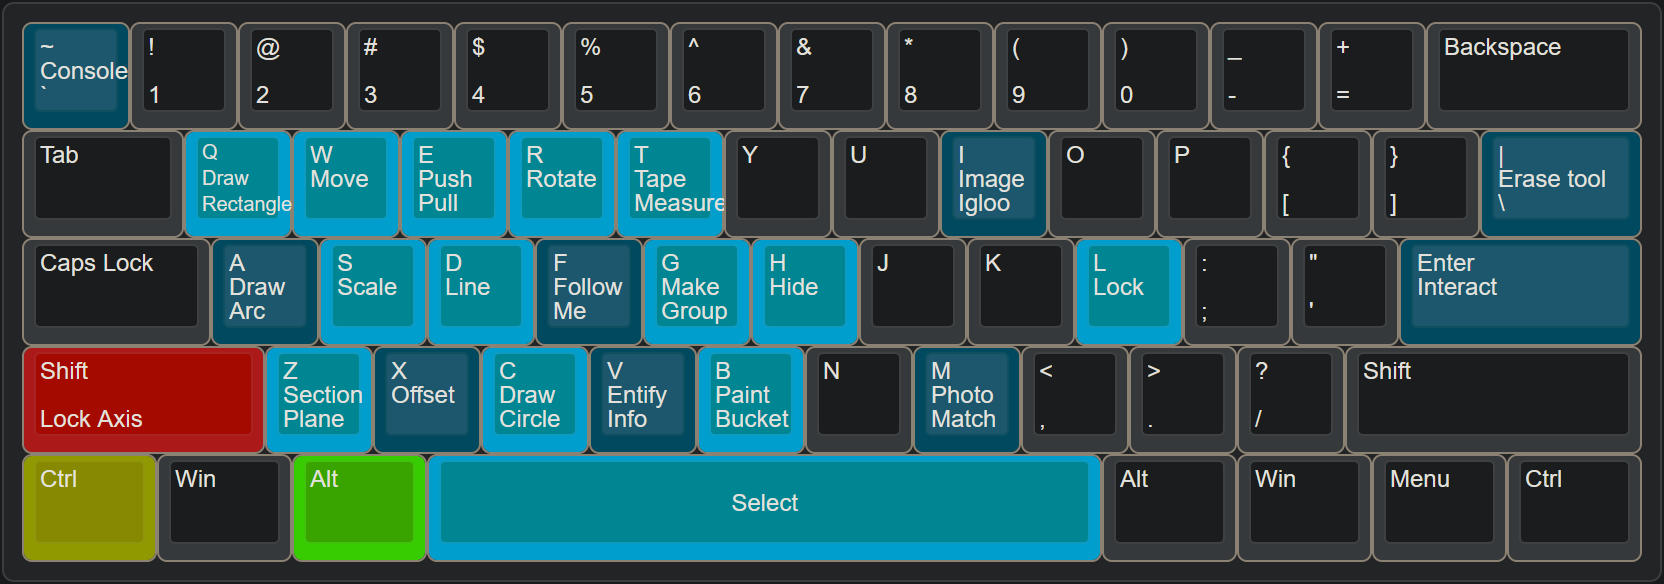 ~
Console
`
!
1
@
2
#
3
$
4
%
5
^
6
&
7
*
8
(
9
)
0
_
-
+
=
Backspace
Tab
Q
Draw
Rectangle
W
Move
E
Push
Pull
R
Rotate
T
Tape
Measure
Y
U
I
Image
Igloo
O
P
{
[
}
]
|
Erase tool
\
Caps Lock
A
Draw
Arc
S
Scale
D
Line
F
Follow
Me
G
Make
Group
H
Hide
J
K
L
Lock
:
;
"
'
Enter
Interact
Shift
Lock Axis
Z
Section
Plane
X
Offset
C
Draw
Circle
V
Entify
Info
B
Paint
Bucket
N
M
Photo
Match
<
,
>
.
?
/
Shift
Ctrl
Win
Alt
Select
Alt
Win
Menu
Ctrl